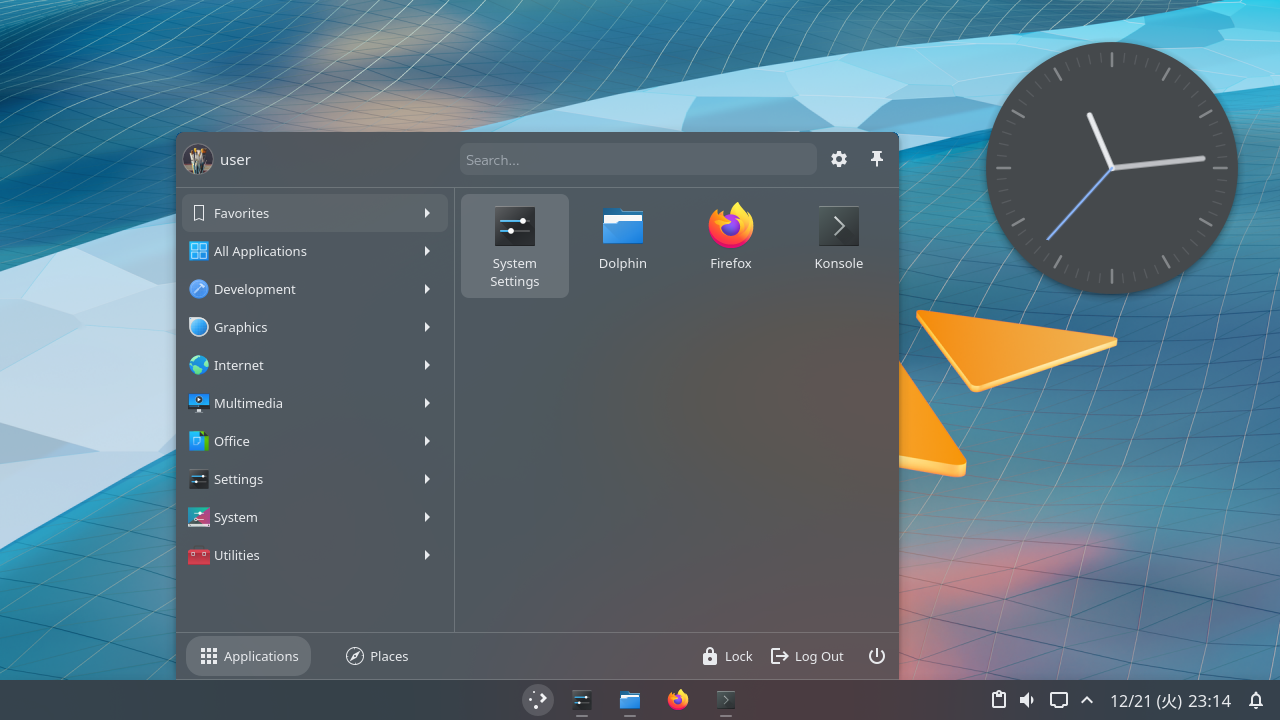 user
Search...
Favorites
All Applications
Development
Graphics
Internet
Multimedia
Office
Settings
System
Utilities
System
Settings
Dolphin
Firefox
Konsole
Applications
Places
Lock
Log Out
12/21 (火) 23:14